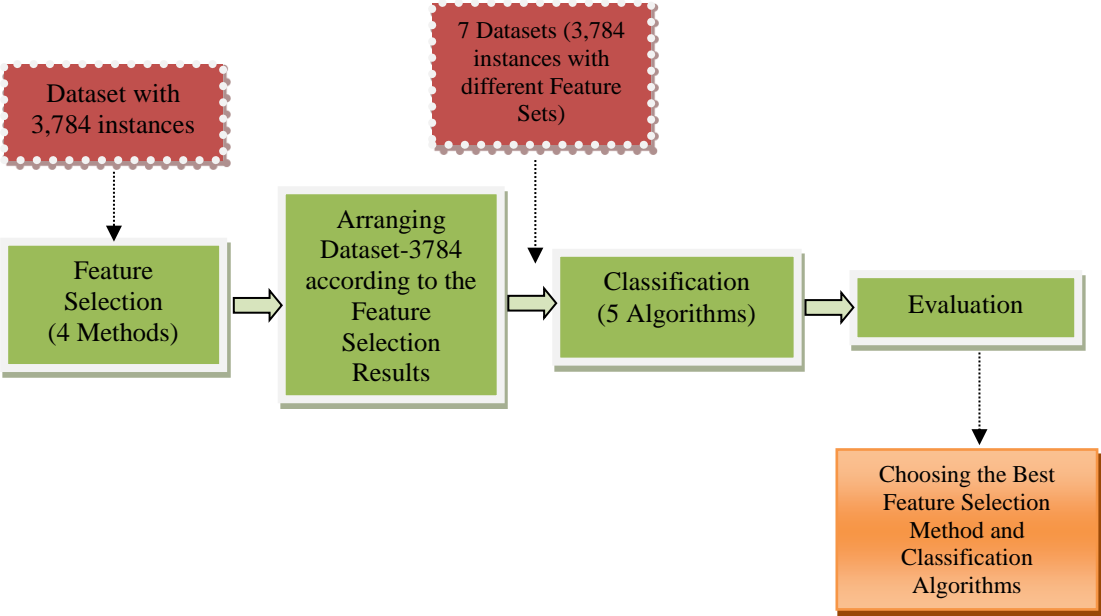 Dataset with
3,784 instances
7 Datasets (3,784
instances with
different Feature
Sets)
Feature
Selection
(4 Methods)
Arranging
Dataset-3784
according to the
Feature
Selection
Results
Classification
(5 Algorithms)
Evaluation
Choosing the Best
Feature Selection
Method and
Classification
Algorithms